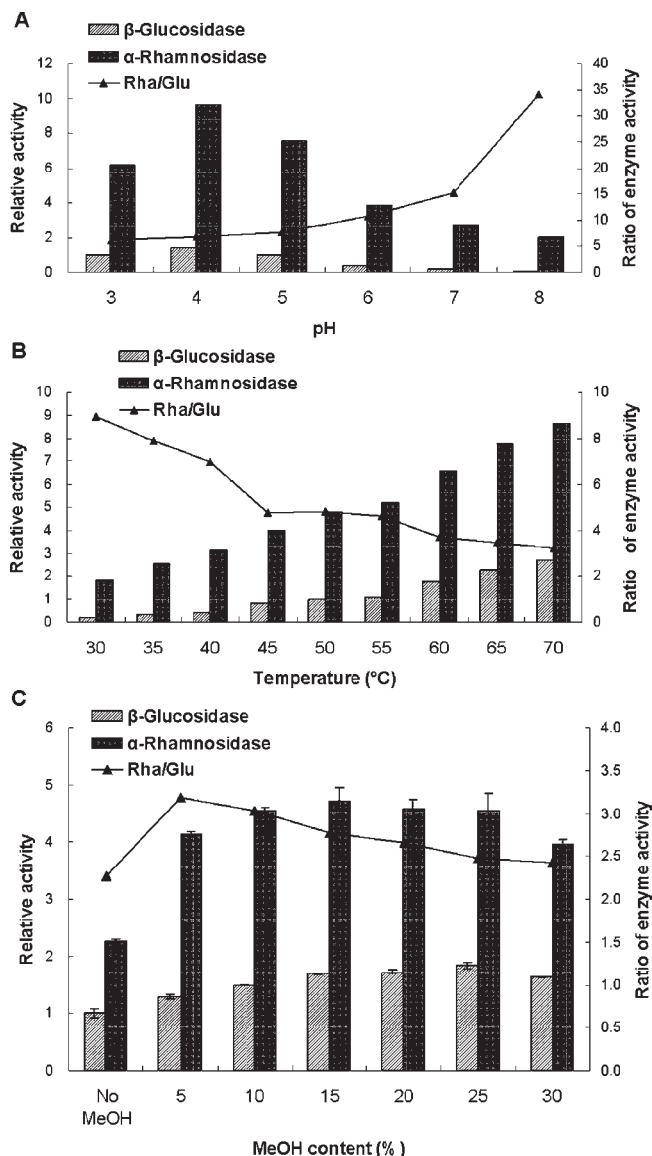 A
β-Glucosidase
α-Rhamnosidase
Rha/Glu
12
10
8
6
4
2
0
40
35
30
25
20
15
10
5
0
Relative activity
Ratio of enzyme activity
3 4 5 6 7 8
pH
B
β-Glucosidase
α-Rhamnosidase
Rha/Glu
10
9
8
7
6
5
4
3
2
1
0
10
8
6
4
2
0
Relative activity
Ratio of enzyme activity
30 35 40 45 50 55 60 65 70
Temperature (°C)
C
β-Glucosidase
α-Rhamnosidase
Rha/Glu
6
5
4
3
2
1
0
4.0
3.5
3.0
2.5
2.0
1.5
1.0
0.5
0.0
Relative activity
Ratio of enzyme activity
No 5 10 15 20 25 30
MeOH
MeOH content (% )